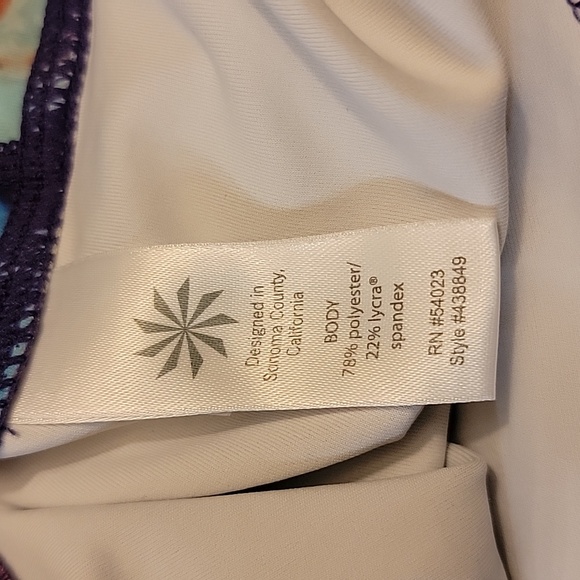 Designed in
Sonoma County,
California
BODY
78% polyester/
22% lycra®
spandex
RN #54023
Style #438849